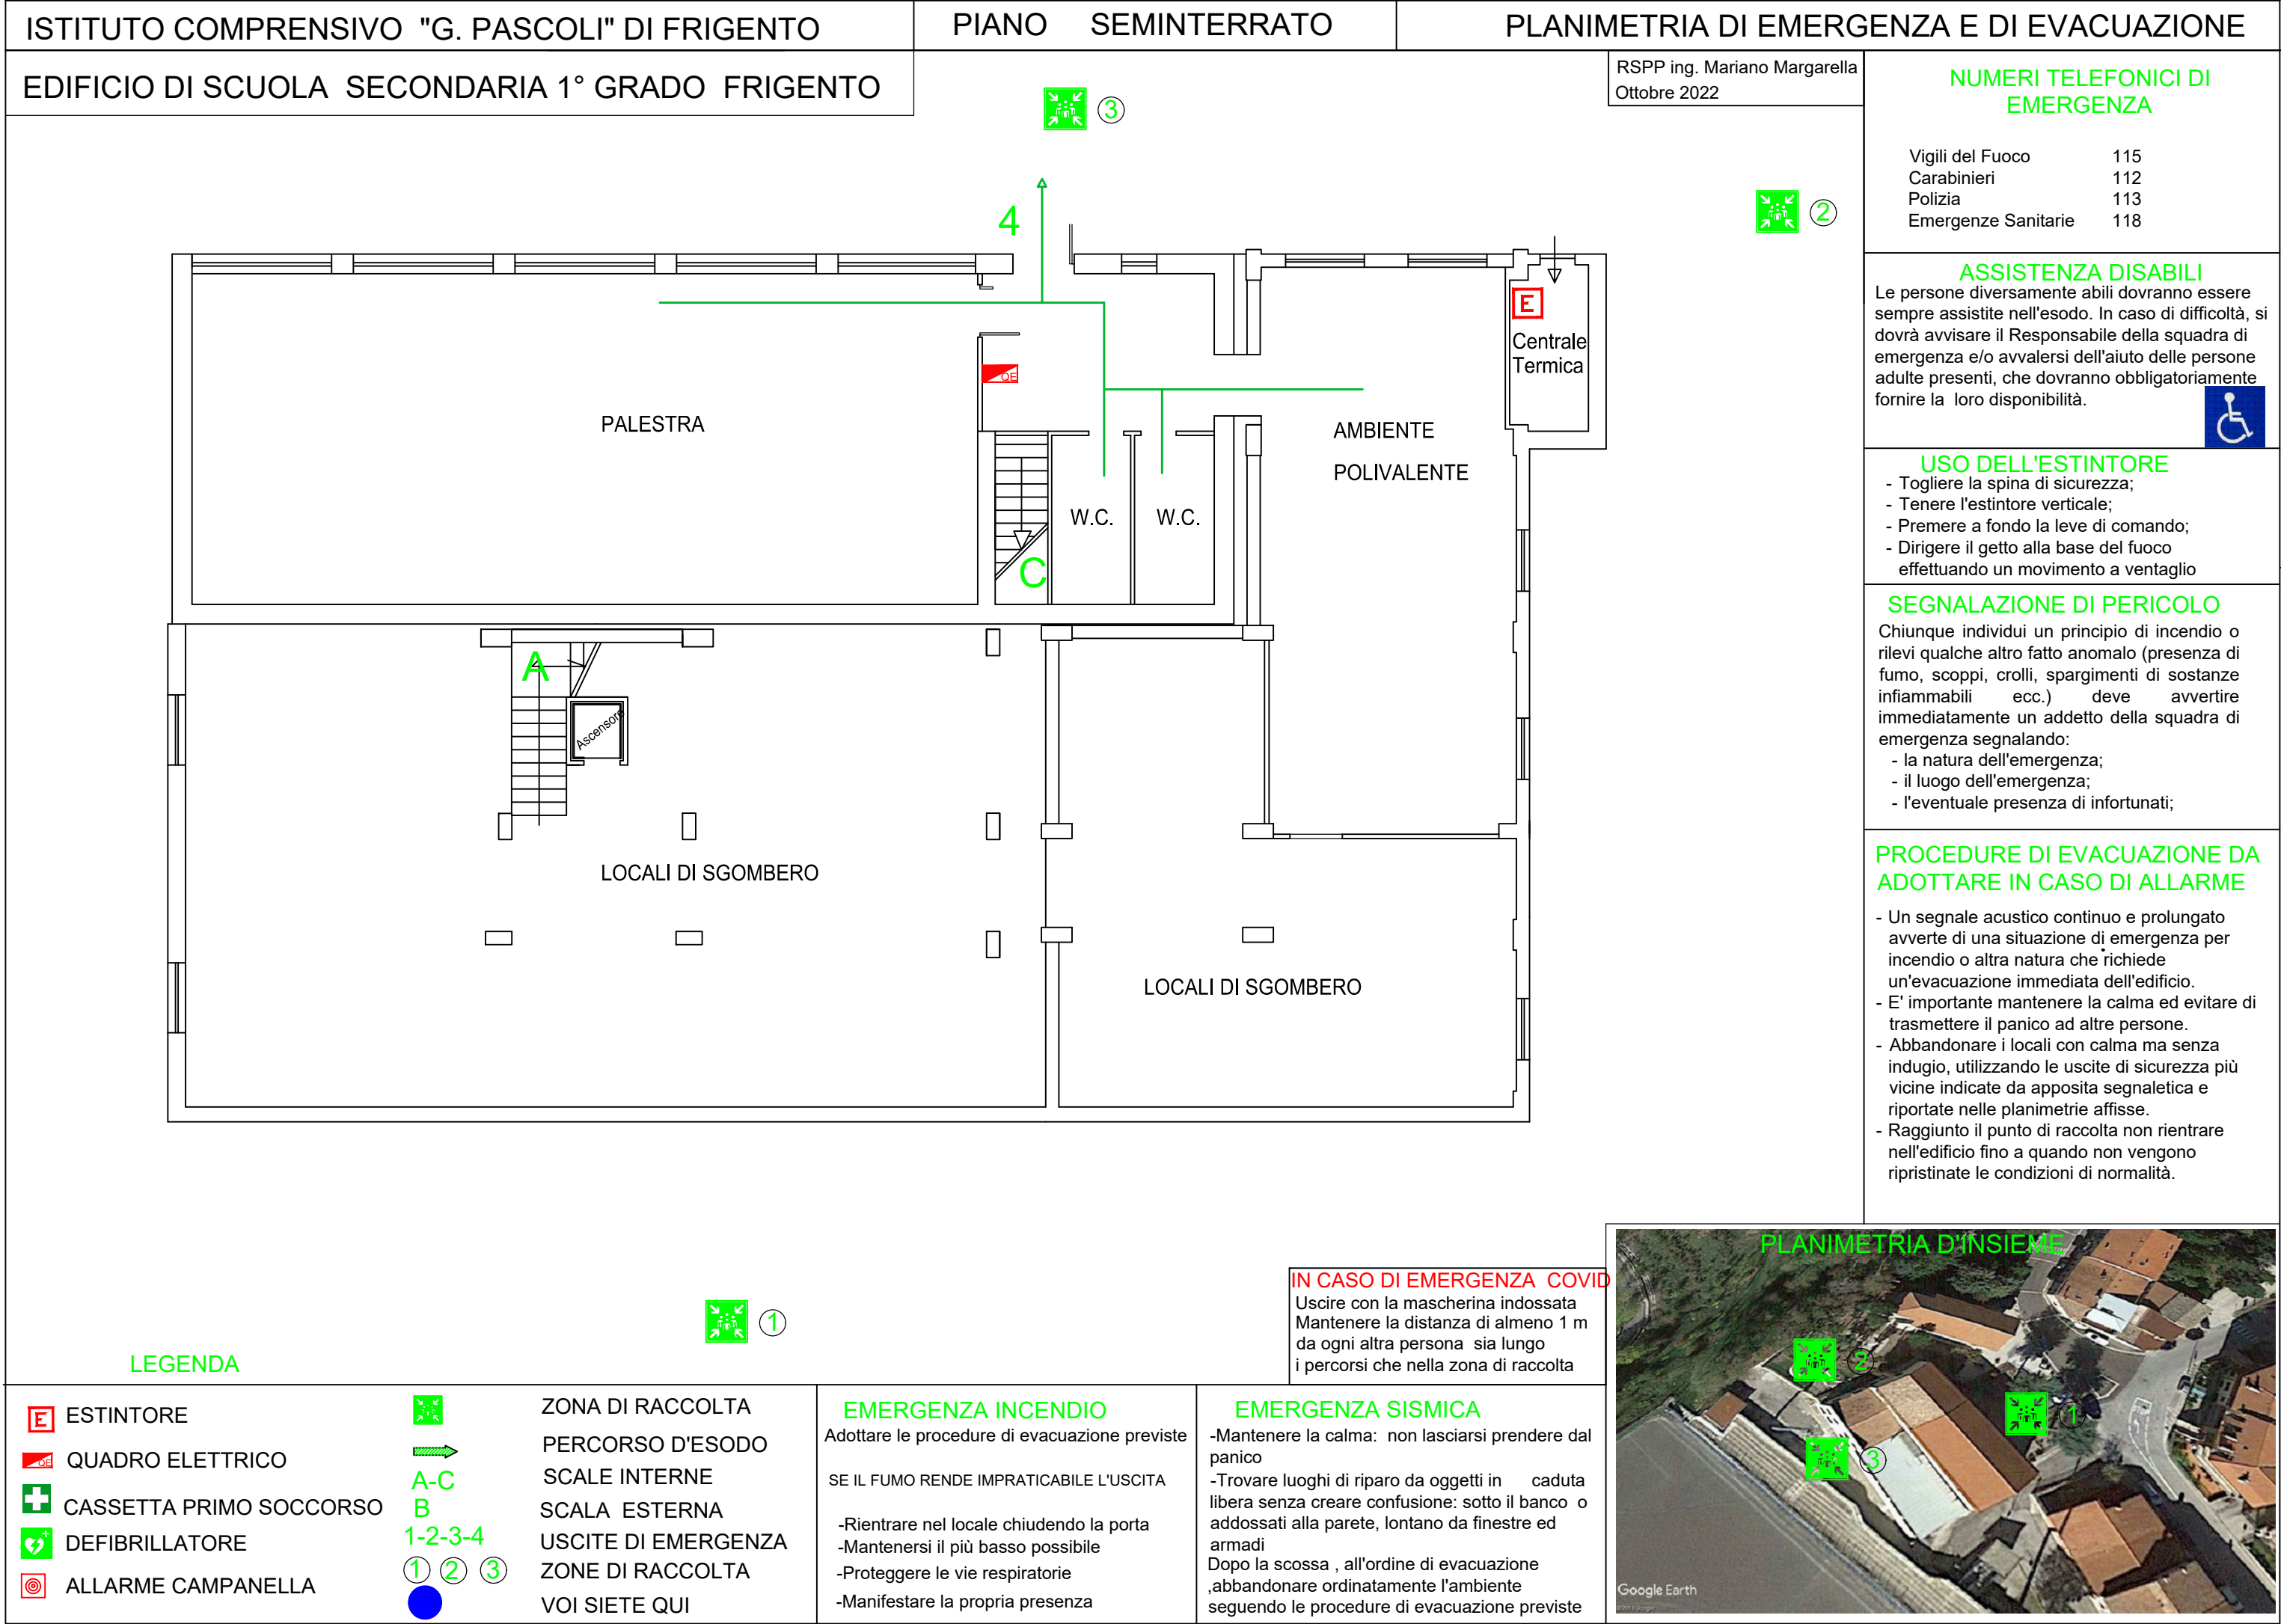 ISTITUTO COMPRENSIVO "G. PASCOLI" DI FRIGENTO
PIANO SEMINTERRATO
PLANIMETRIA DI EMERGENZA E DI EVACUAZIONE
EDIFICIO DI SCUOLA SECONDARIA 1° GRADO FRIGENTO
RSPP ing. Mariano Margarella
Ottobre 2022
3
2
4
E
Centrale
Termica
QE
PALESTRA
AMBIENTE
POLIVALENTE
W.C.
W.C.
C
A
Ascensore
LOCALI DI SGOMBERO
LOCALI DI SGOMBERO
1
NUMERI TELEFONICI DI
EMERGENZA
Vigili del Fuoco 115
Carabinieri 112
Polizia 113
Emergenze Sanitarie 118
ASSISTENZA DISABILI
Le persone diversamente abili dovranno essere
sempre assistite nell'esodo. In caso di difficoltà, si
dovrà avvisare il Responsabile della squadra di
emergenza e/o avvalersi dell'aiuto delle persone
adulte presenti, che dovranno obbligatoriamente
fornire la loro disponibilità.
USO DELL'ESTINTORE
- Togliere la spina di sicurezza;
- Tenere l'estintore verticale;
- Premere a fondo la leve di comando;
- Dirigere il getto alla base del fuoco
effettuando un movimento a ventaglio
SEGNALAZIONE DI PERICOLO
Chiunque individui un principio di incendio o
rilevi qualche altro fatto anomalo (presenza di
fumo, scoppi, crolli, spargimenti di sostanze
infiammabili ecc.) deve avvertire
immediatamente un addetto della squadra di
emergenza segnalando:
- la natura dell'emergenza;
- il luogo dell'emergenza;
- l'eventuale presenza di infortunati;
PROCEDURE DI EVACUAZIONE DA
ADOTTARE IN CASO DI ALLARME
- Un segnale acustico continuo e prolungato
avverte di una situazione di emergenza per
incendio o altra natura che richiede
un'evacuazione immediata dell'edificio.
- E' importante mantenere la calma ed evitare di
trasmettere il panico ad altre persone.
- Abbandonare i locali con calma ma senza
indugio, utilizzando le uscite di sicurezza più
vicine indicate da apposita segnaletica e
riportate nelle planimetrie affisse.
- Raggiunto il punto di raccolta non rientrare
nell'edificio fino a quando non vengono
ripristinate le condizioni di normalità.
IN CASO DI EMERGENZA COVID
Uscire con la mascherina indossata
Mantenere la distanza di almeno 1 m
da ogni altra persona sia lungo
i percorsi che nella zona di raccolta
LEGENDA
E ESTINTORE
QE QUADRO ELETTRICO
CASSETTA PRIMO SOCCORSO
DEFIBRILLATORE
ALLARME CAMPANELLA
ZONA DI RACCOLTA
PERCORSO D'ESODO
A-C SCALE INTERNE
B SCALA ESTERNA
1-2-3-4 USCITE DI EMERGENZA
1 2 3 ZONE DI RACCOLTA
VOI SIETE QUI
EMERGENZA INCENDIO
Adottare le procedure di evacuazione previste
SE IL FUMO RENDE IMPRATICABILE L'USCITA
-Rientrare nel locale chiudendo la porta
-Mantenersi il più basso possibile
-Proteggere le vie respiratorie
-Manifestare la propria presenza
EMERGENZA SISMICA
-Mantenere la calma: non lasciarsi prendere dal
panico
-Trovare luoghi di riparo da oggetti in caduta
libera senza creare confusione: sotto il banco o
addossati alla parete, lontano da finestre ed
armadi
Dopo la scossa , all'ordine di evacuazione
,abbandonare ordinatamente l'ambiente
seguendo le procedure di evacuazione previste
PLANIMETRIA D'INSIEME
2
1
3
Google Earth